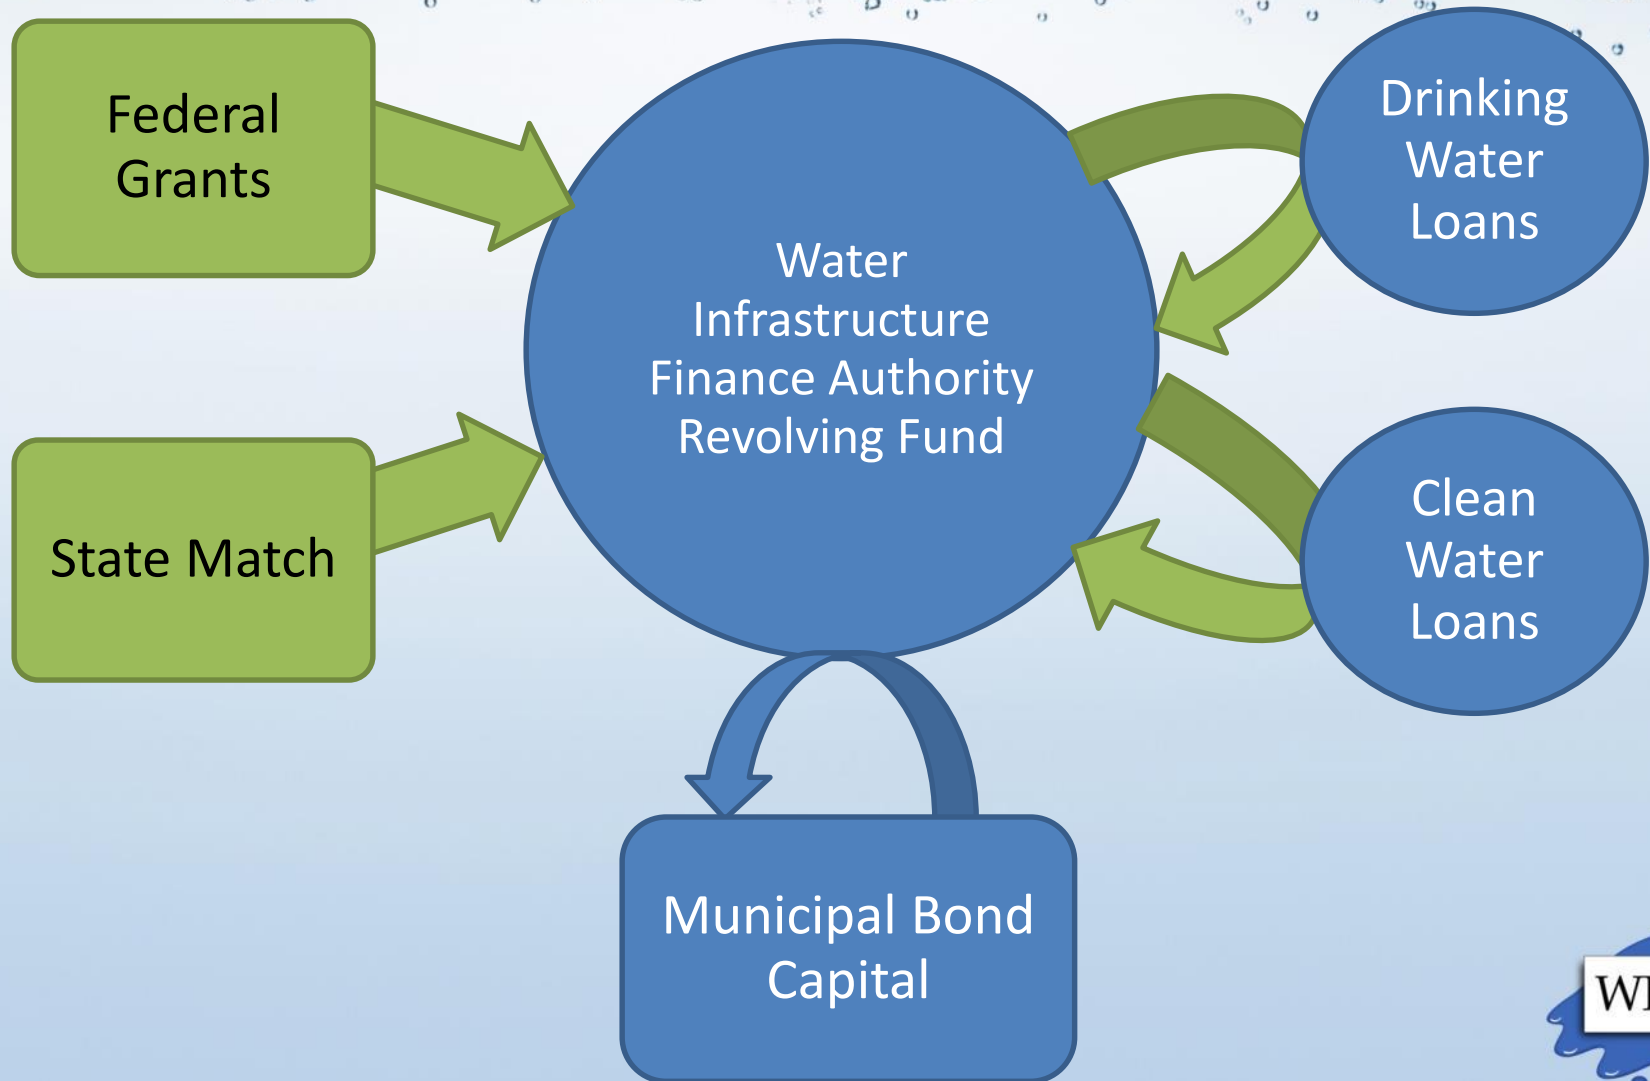 Federal
Grants
Drinking
Water
Loans
Water
Infrastructure
Finance Authority
Revolving Fund
State Match
Clean
Water
Loans
Municipal Bond
Capital